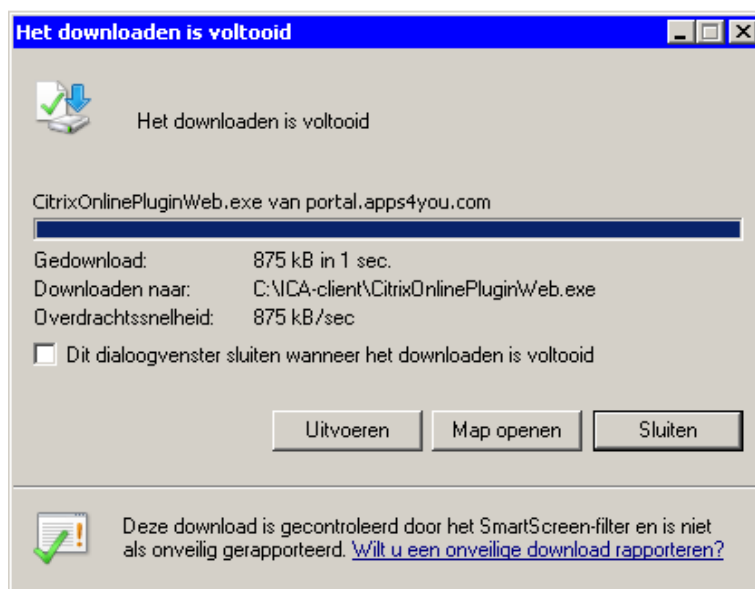 Het downloaden is voltooid
Het downloaden is voltooid
CitrixOnlinePluginWeb.exe van portal.apps4you.com
Gedownload: 875 kB in 1 sec.
Downloaden naar: C:\ICA-client\CitrixOnlinePluginWeb.exe
Overdrachtssnelheid: 875 kB/sec
Dit dialoogvenster sluiten wanneer het downloaden is voltooid
Uitvoeren Map openen Sluiten
Deze download is gecontroleerd door het SmartScreen-filter en is niet
als onveilig gerapporteerd. Wilt u een onveilige download rapporteren?